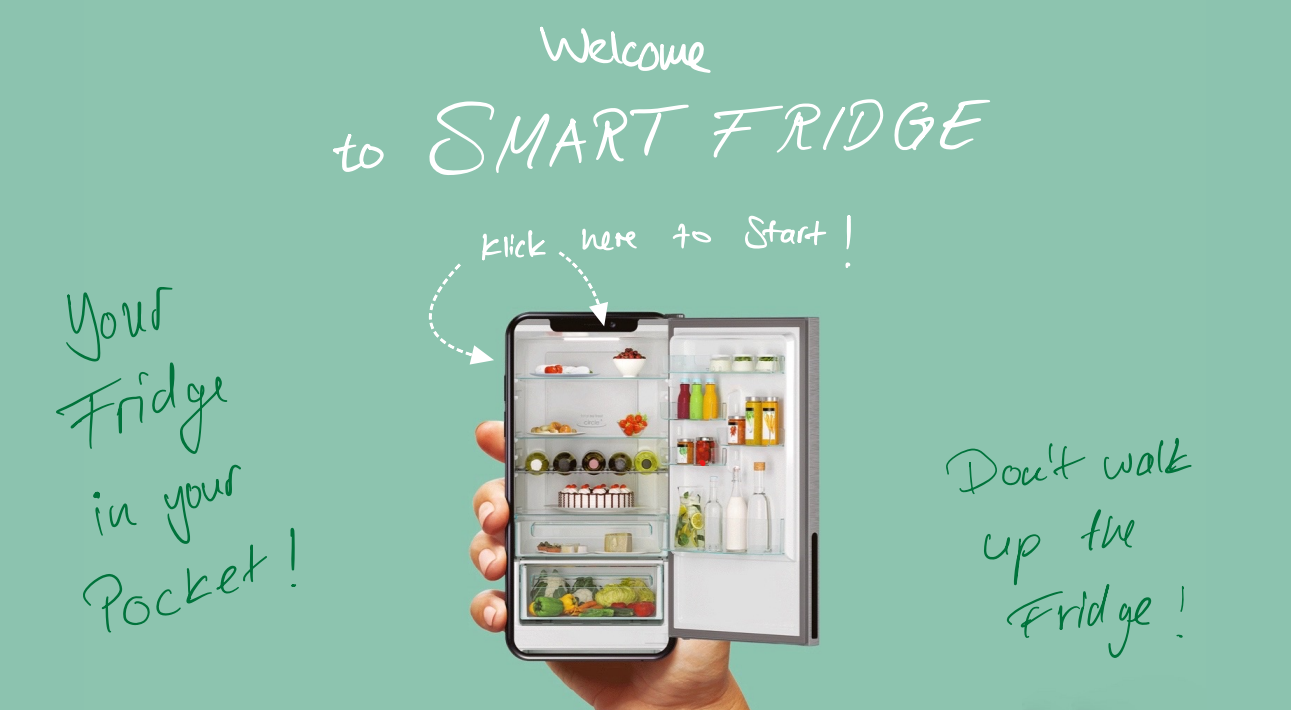 Welcome
to SMART FRIDGE
Klick here to Start!
Your
Fridge
in your
Pocket!
Don't walk
up the
Fridge!